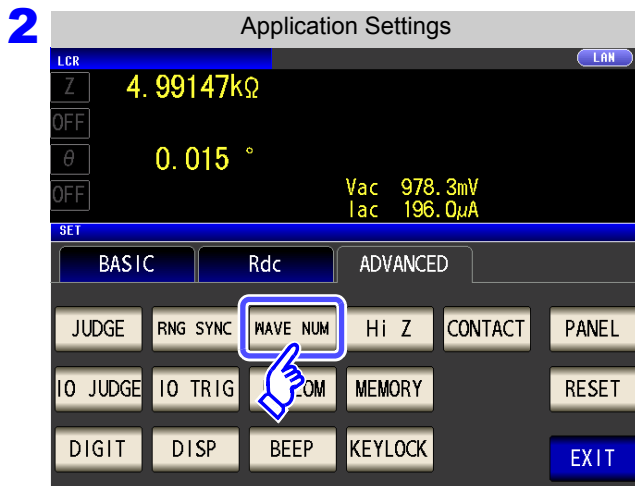 2
Application Settings
LCR LAN
Z 4.99147kΩ
OFF
θ 0.015 °
OFF Vac 978.3mV
Iac 196.0μA
SET
BASIC Rdc ADVANCED
JUDGE RNG SYNC WAVE NUM Hi Z CONTACT PANEL
IO JUDGE IO TRIG OM MEMORY RESET
DIGIT DISP BEEP KEYLOCK EXIT